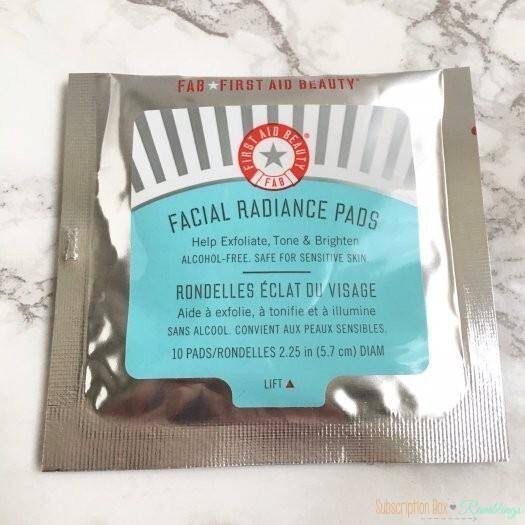 FAB★FIRST AID BEAUTY®
FIRST AID BEAUTY®
FAB
FACIAL RADIANCE PADS
Help Exfoliate, Tone & Brighten
ALCOHOL-FREE. SAFE FOR SENSITIVE SKIN.
RONDELLES ÉCLAT DU VISAGE
Aide à exfolie, à tonifie et à illumine
SANS ALCOOL. CONVIENT AUX PEAUX SENSIBLES.
10 PADS/RONDELLES 2.25 in (5.7 cm) DIAM
LIFT ▲
Subscription Box ♥ Ramblings